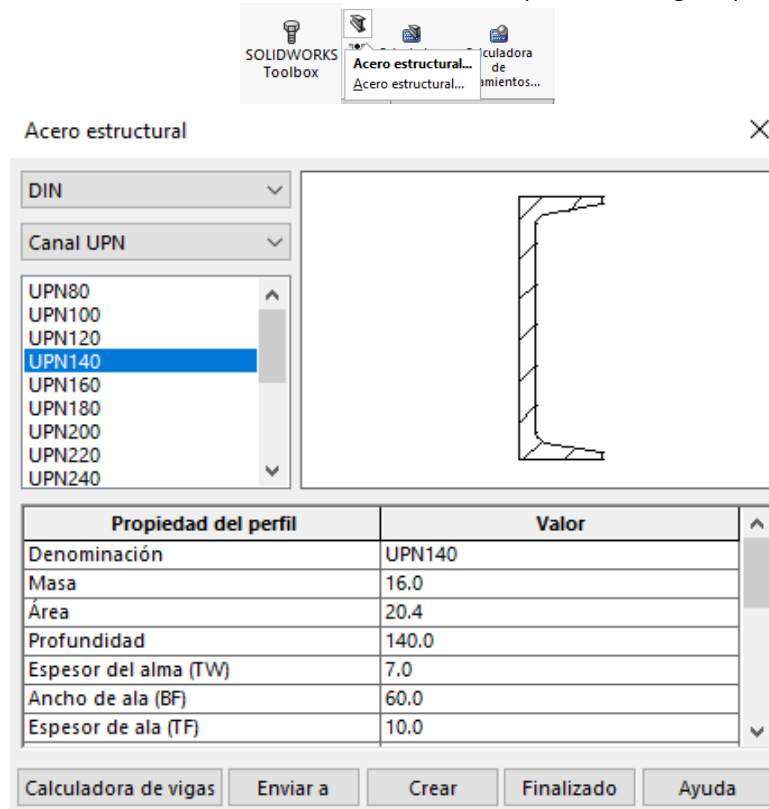 SOLIDWORKS
Toolbox
Acero estructural...
Acero estructural...
culadora
de
amientos...
Acero estructural
DIN
Canal UPN
UPN80
UPN100
UPN120
UPN140
UPN160
UPN180
UPN200
UPN220
UPN240
Propiedad del perfil Valor
Denominación UPN140
Masa 16.0
Área 20.4
Profundidad 140.0
Espesor del alma (TW) 7.0
Ancho de ala (BF) 60.0
Espesor de ala (TF) 10.0
Calculadora de vigas Enviar a Crear Finalizado Ayuda